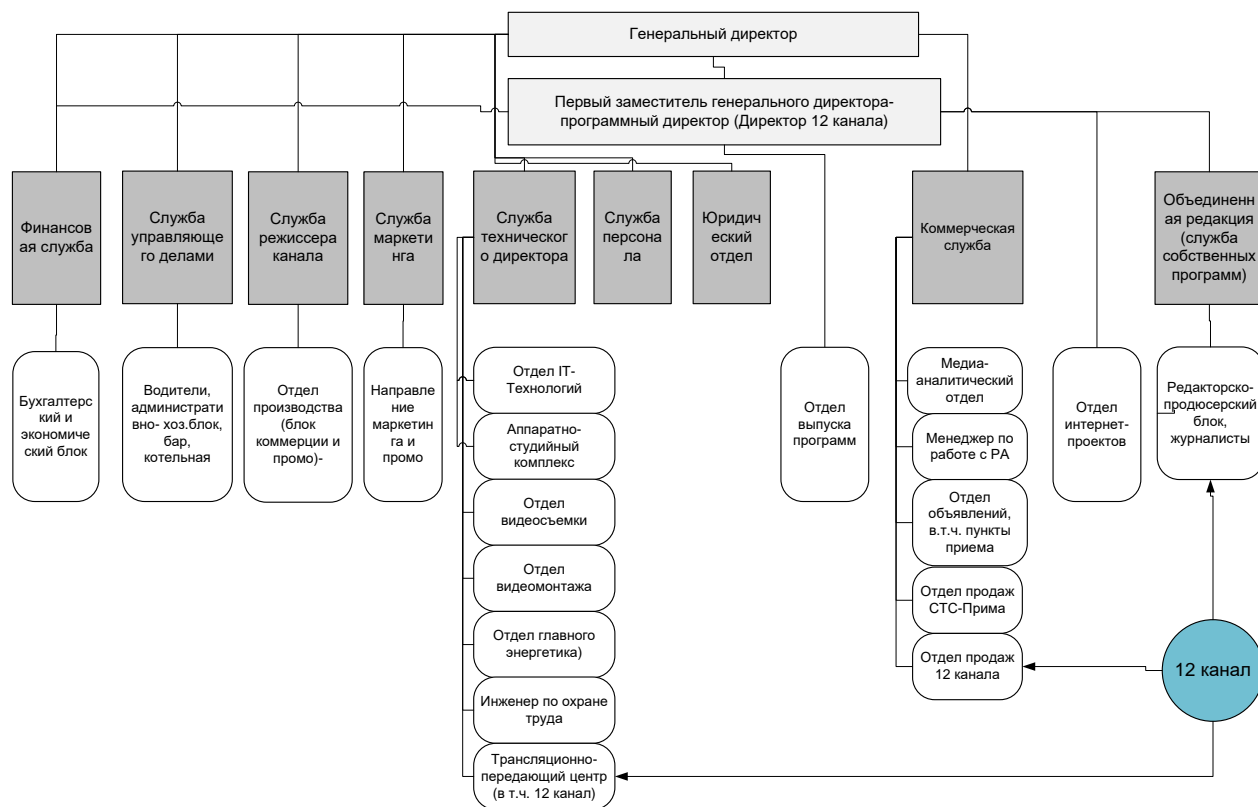 Генеральный директор
Первый заместитель генерального директора-
программный директор (Директор 12 канала)
Финансов
ая служба
Служба
управляюще
го делами
Служба
режиссера
канала
Служба
маркети
нга
Служба
техническог
о директора
Служба
персона
ла
Юридич
еский
отдел
Коммерческая
служба
Объединенн
ая редакция
(служба
собственных
программ)
Бухгалтер
ский и
экономиче
ский блок
Водители,
администрати
вно- хоз.блок,
бар,
котельная
Отдел
производства
(блок
коммерции и
промо)-
Направле
ние
маркетин
га и
промо
Отдел IT-
Технологий
Аппаратно-
студийный
комплекс
Отдел
видеосъемки
Отдел
видеомонтажа
Отдел главного
энергетика)
Инженер по охране
труда
Трансляционно-
передающий центр
(в т.ч. 12 канал)
Отдел
выпуска
программ
Медиа-
аналитический
отдел
Менеджер по
работе с РА
Отдел
объявлений,
в.т.ч. пункты
приема
Отдел продаж
СТС-Прима
Отдел продаж
12 канала
Отдел
интернет-
проектов
Редакторско-
продюсерский
блок,
журналисты
12 канал